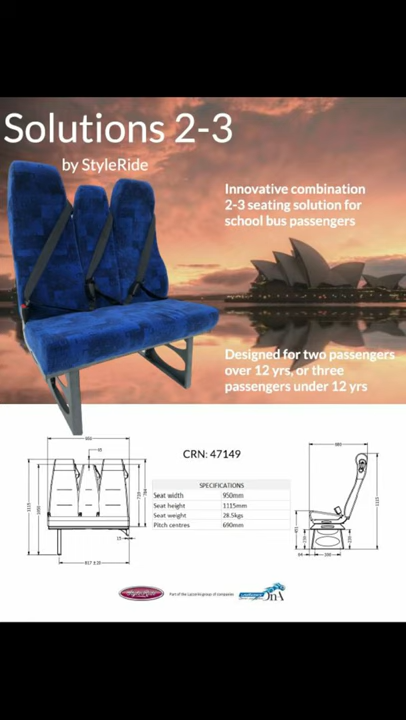 Solutions 2-3
by StyleRide
Innovative combination
2-3 seating solution for
school bus passengers
Designed for two passengers
over 12 yrs, or three
passengers under 12 yrs
CRN: 47149
SPECIFICATIONS
Seat width 950mm
Seat height 1115mm
Seat weight 28.5kgs
Pitch centres 690mm